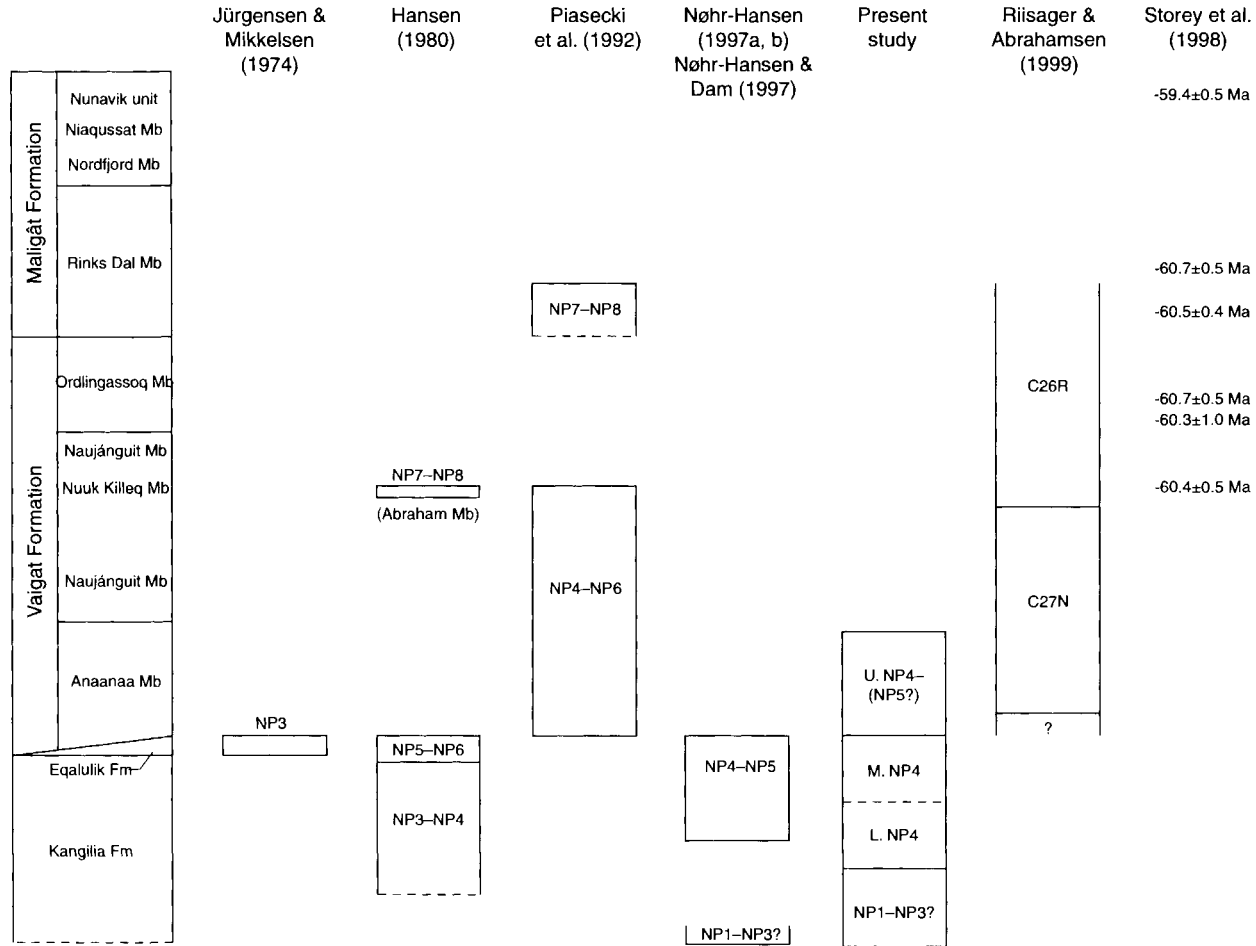 Jürgensen &
Mikkelsen
(1974)
Hansen
(1980)
Piasecki
et al. (1992)
Nøhr-Hansen
(1997a, b)
Nøhr-Hansen &
Dam (1997)
Present
study
Riisager &
Abrahamsen
(1999)
Storey et al.
(1998)
Maligât Formation
Nunavik unit
Niaqussat Mb
Nordfjord Mb
Rinks Dal Mb
Vaigat Formation
Ordlingassoq Mb
Naujánguit Mb
Nuuk Killeq Mb
Naujánguit Mb
Anaanaa Mb
Eqalulik Fm
Kangilia Fm
NP3
NP7–NP8
(Abraham Mb)
NP5–NP6
NP3–NP4
NP7–NP8
NP4–NP6
NP4–NP5
NP1–NP3?
U. NP4–
(NP5?)
M. NP4
L. NP4
NP1–NP3?
C26R
C27N
?
-59.4±0.5 Ma
-60.7±0.5 Ma
-60.5±0.4 Ma
-60.7±0.5 Ma
-60.3±1.0 Ma
-60.4±0.5 Ma